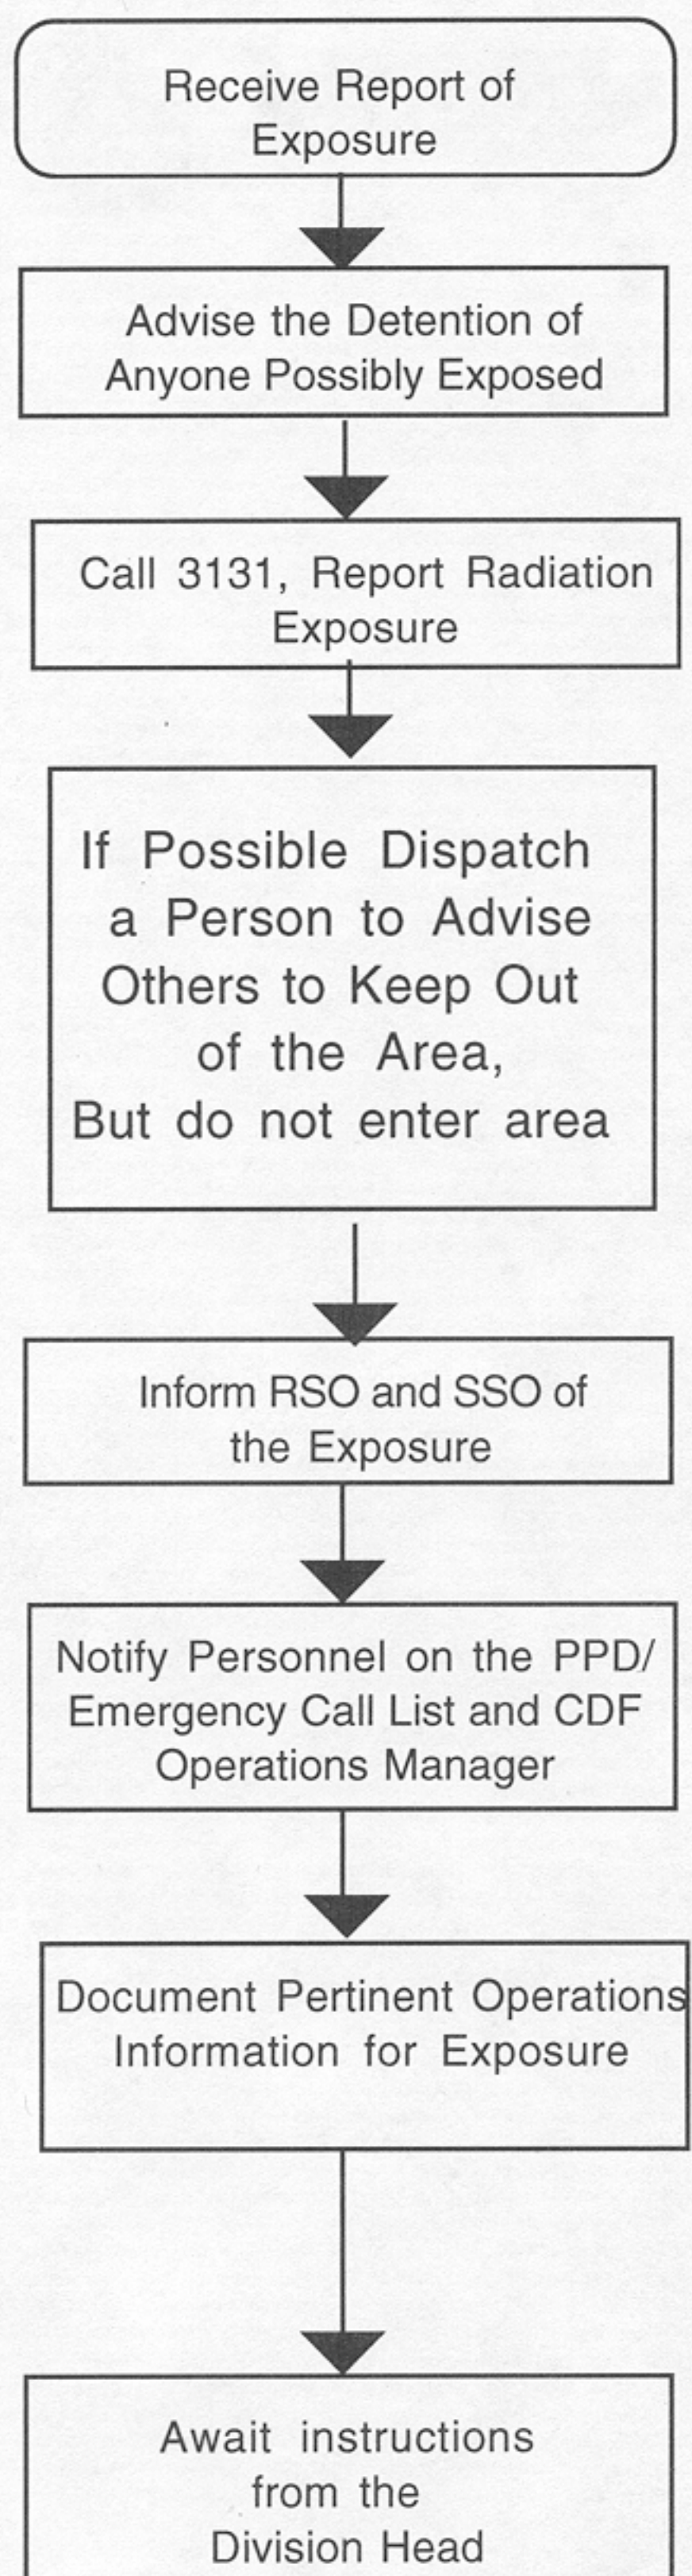 Receive Report of
Exposure
Advise the Detention of
Anyone Possibly Exposed
Call 3131, Report Radiation
Exposure
If Possible Dispatch
a Person to Advise
Others to Keep Out
of the Area,
But do not enter area
Inform RSO and SSO of
the Exposure
Notify Personnel on the PPD/
Emergency Call List and CDF
Operations Manager
Document Pertinent Operations
Information for Exposure
Await instructions
from the
Division Head